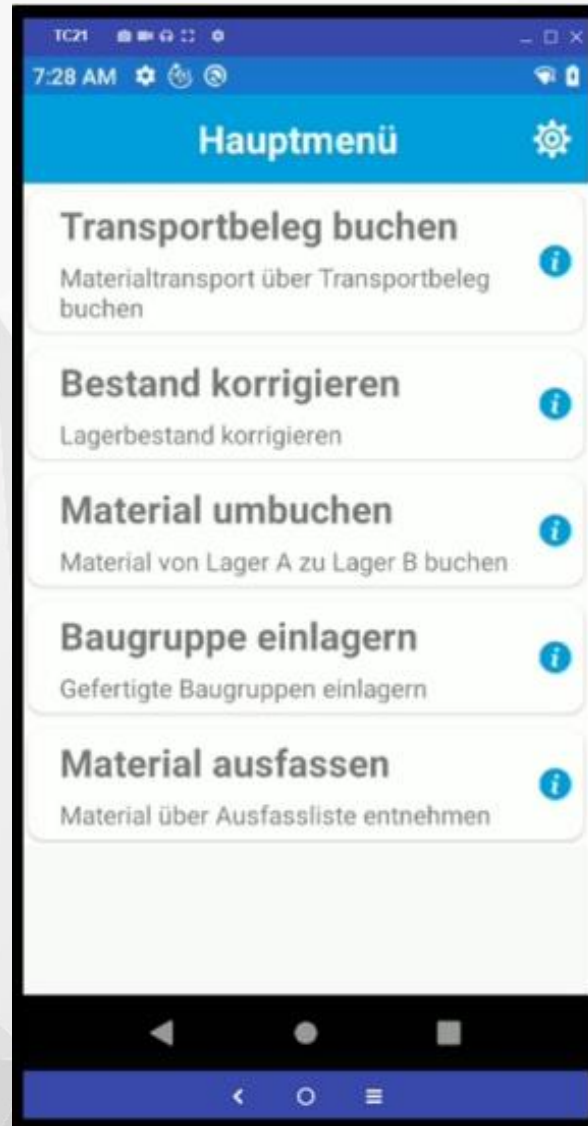 TC21
7:28 AM
Hauptmenü
Transportbeleg buchen
Materialtransport über Transportbeleg
buchen
Bestand korrigieren
Lagerbestand korrigieren
Material umbuchen
Material von Lager A zu Lager B buchen
Baugruppe einlagern
Gefertigte Baugruppen einlagern
Material ausfassen
Material über Ausfassliste entnehmen